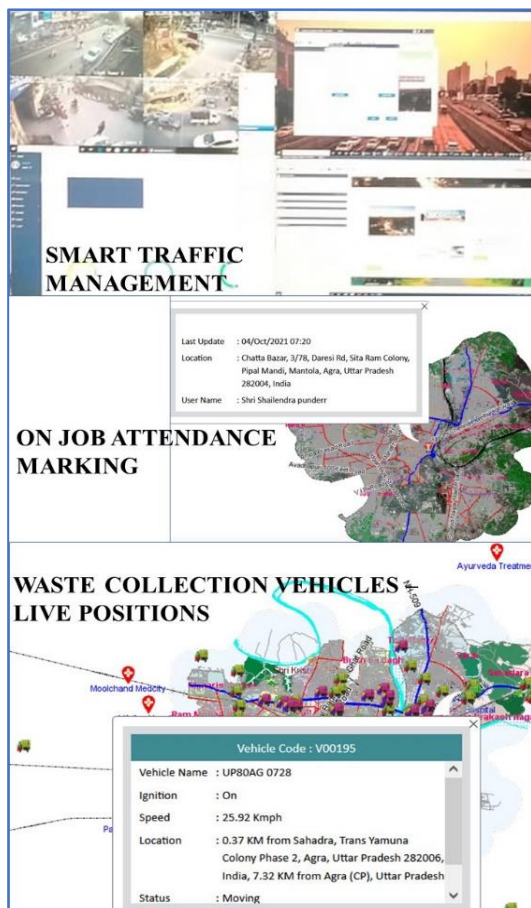 SMART TRAFFIC
MANAGEMENT
Last Update : 04/Oct/2021 07:20
Location : Chatta Bazar, 3/78, Daresi Rd, Sita Ram Colony,
Pipal Mandi, Mantola, Agra, Uttar Pradesh
282004, India
User Name : Shri Shailendra punderr
ON JOB ATTENDANCE
MARKING
WASTE COLLECTION VEHICLES
LIVE POSITIONS
Ayurveda Treatme
NH-509
Moolchand Medcity
Vehicle Code : V00195
Vehicle Name : UP80AG 0728
Ignition : On
Speed : 25.92 Kmph
Location : 0.37 KM from Sahadra, Trans Yamuna
Colony Phase 2, Agra, Uttar Pradesh 282006,
India, 7.32 KM from Agra (CP), Uttar Pradesh
Status : Moving